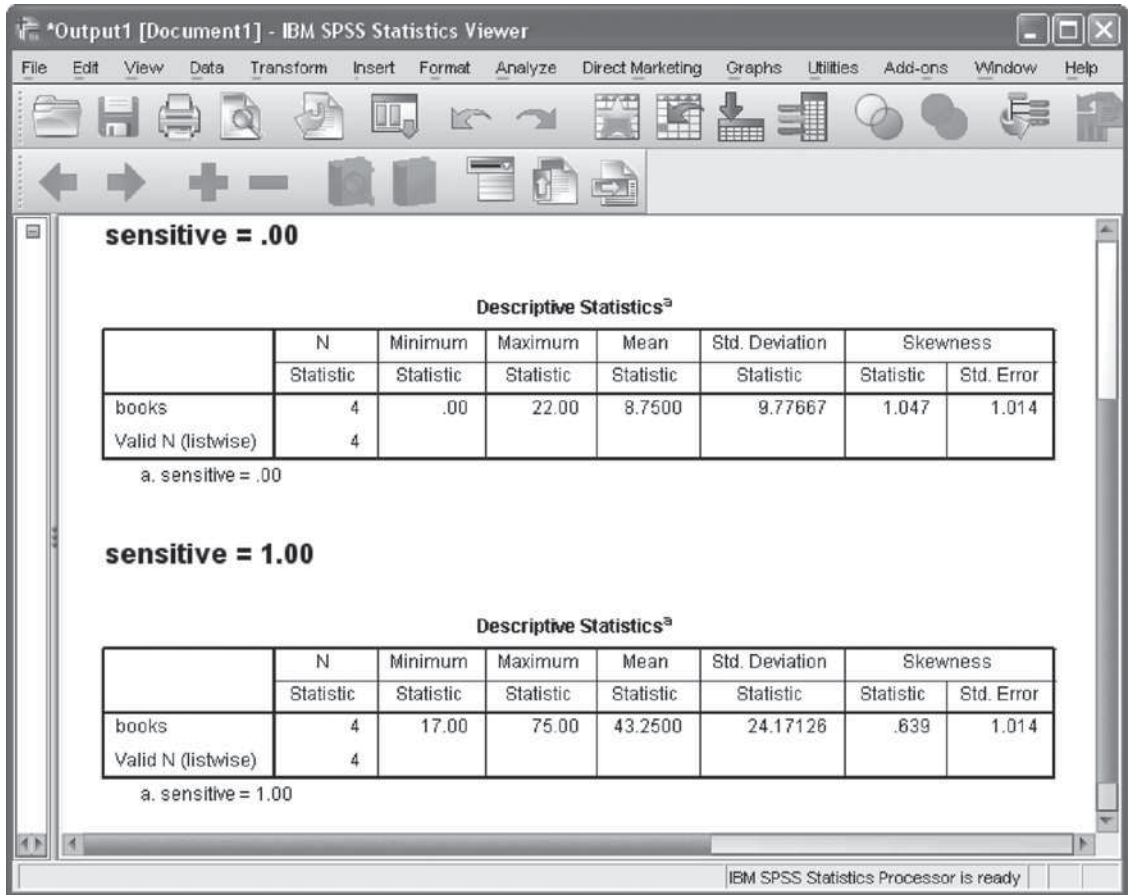 *Output1 [Document1] - IBM SPSS Statistics Viewer
File Edit View Data Transform Insert Format Analyze Direct Marketing Graphs Utilities Add-ons Window Help
sensitive = .00
Descriptive Statisticsa
N Minimum Maximum Mean Std. Deviation Skewness
Statistic Statistic Statistic Statistic Statistic Statistic Std. Error
books 4 .00 22.00 8.7500 9.77667 1.047 1.014
Valid N (listwise) 4
a. sensitive = .00
sensitive = 1.00
Descriptive Statisticsa
N Minimum Maximum Mean Std. Deviation Skewness
Statistic Statistic Statistic Statistic Statistic Statistic Std. Error
books 4 17.00 75.00 43.2500 24.17126 .639 1.014
Valid N (listwise) 4
a. sensitive = 1.00
IBM SPSS Statistics Processor is ready